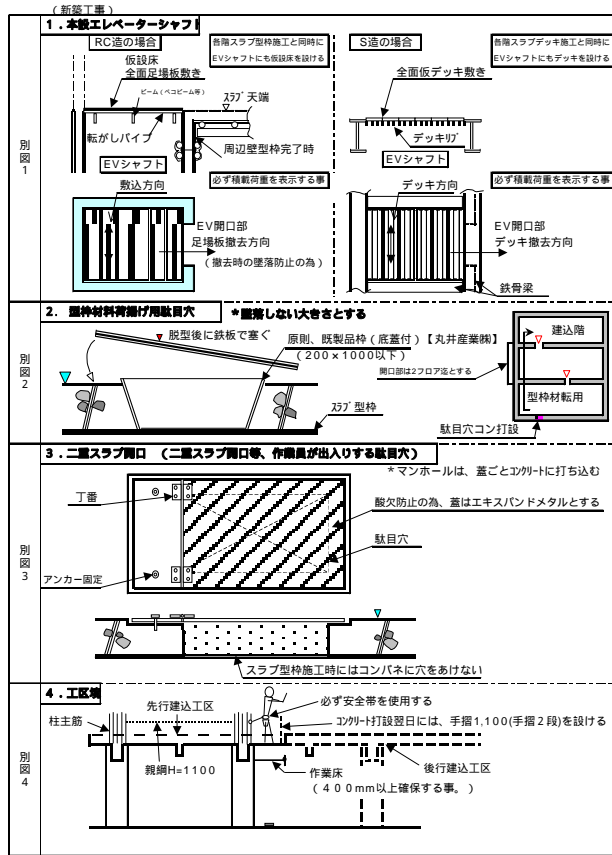 (新築工事)
1．本設エレベーターシャフト
RC造の場合
各階スラブ型枠施工と同時に
EVシャフトにも仮設床を設ける
仮設床
全面足場板敷き
ビーム(ペコビーム等)
スラブ天端
転がしパイプ
周辺壁型枠完了時
EVシャフト
必ず積載荷重を表示する事
敷込方向
EV開口部
足場板撤去方向
(撤去時の墜落防止の為)
S造の場合
各階スラブデッキ施工と同時に
EVシャフトにもデッキを設ける
全面仮デッキ敷き
デッキリブ
EVシャフト
必ず積載荷重を表示する事
デッキ方向
EV開口部
デッキ撤去方向
鉄骨梁
別図1
2．型枠材料荷揚げ用駄目穴
*墜落しない大きさとする
脱型後に鉄板で塞ぐ
原則、既製品枠(底蓋付)【丸井産業㈱】
(200×1000以下)
スラブ型枠
建込階
開口部は2フロア迄とする
型枠材転用
駄目穴コン打設
別図2
3．二重スラブ開口 (二重スラブ開口等、作業員が出入りする駄目穴)
*マンホールは、蓋ごとコンクリートに打ち込む
丁番
酸欠防止の為、蓋はエキスパンドメタルとする
駄目穴
アンカー固定
スラブ型枠施工時にはコンパネに穴をあけない
別図3
4．工区境
先行建込工区
必ず安全帯を使用する
柱主筋
コンクリート打設翌日には、手摺1,100(手摺2段)を設ける
親綱H=1100
作業床
(400mm以上確保する事。)
後行建込工区
別図4